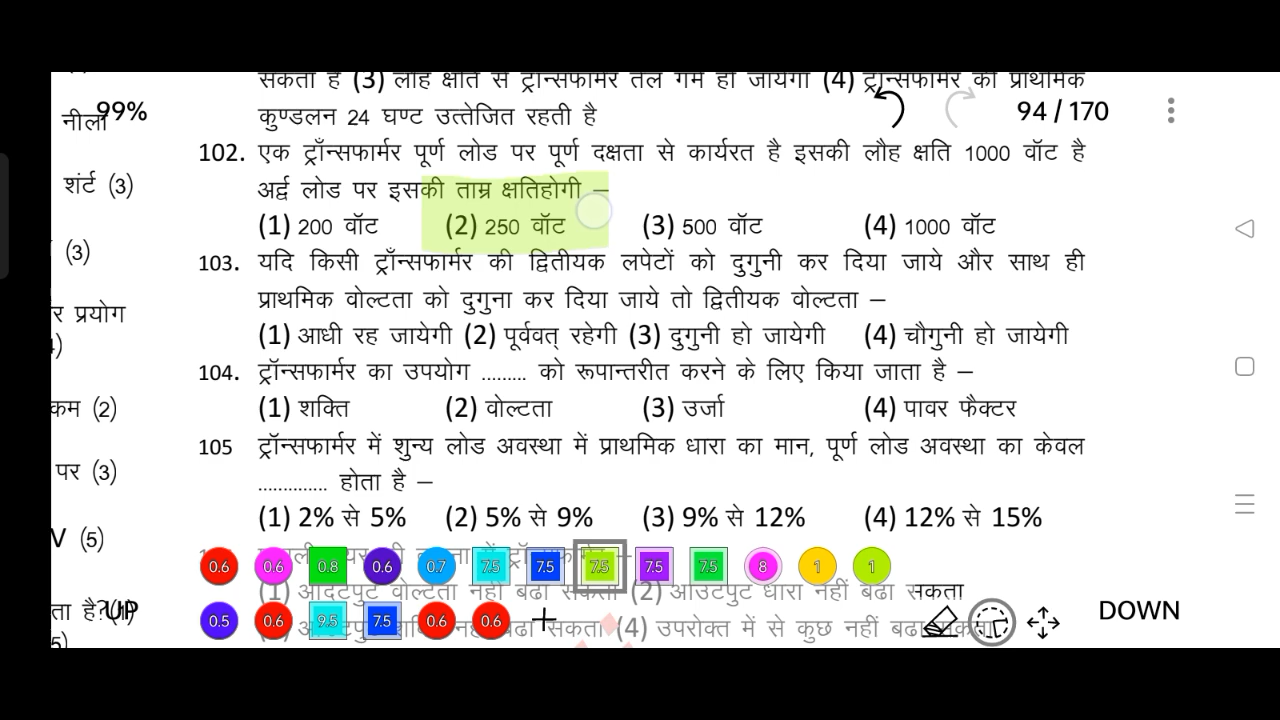 सकता है (3) लौह क्षति से ट्रॉन्सफार्मर तेल गर्म हो जायेगा (4) ट्रॉन्सफार्मर की प्राथमिक
99%
94 / 170
नीला
कुण्डलन 24 घण्ट उत्तेजित रहती है
102. एक ट्रॉन्सफार्मर पूर्ण लोड पर पूर्ण दक्षता से कार्यरत है इसकी लौह क्षति 1000 वॉट है
शंर्ट (3)
अर्द्व लोड पर इसकी ताम्र क्षतिहोगी –
(1) 200 वॉट (2) 250 वॉट (3) 500 वॉट (4) 1000 वॉट
(3)
103. यदि किसी ट्रॉन्सफार्मर की द्वितीयक लपेटों को दुगुनी कर दिया जाये और साथ ही
र प्रयोग
प्राथमिक वोल्टता को दुगुना कर दिया जाये तो द्वितीयक वोल्टता –
(1) आधी रह जायेगी (2) पूर्ववत् रहेगी (3) दुगुनी हो जायेगी (4) चौगुनी हो जायेगी
104. ट्रॉन्सफार्मर का उपयोग ......... को रूपान्तरीत करने के लिए किया जाता है –
कम (2)
(1) शक्ति (2) वोल्टता (3) उर्जा (4) पावर फैक्टर
105 ट्रॉन्सफार्मर में शुन्य लोड अवस्था में प्राथमिक धारा का मान, पूर्ण लोड अवस्था का केवल
पर (3)
.............. होता है –
(1) 2% से 5% (2) 5% से 9% (3) 9% से 12% (4) 12% से 15%
V (5)
0.6 0.6 0.8 0.6 0.7 7.5 7.5 7.5 7.5 7.5 8 1 1
(1) आदटपुट वोल्टता नहीं बढा सकता (2) आउटपुट धारा नहीं बढा सकता
ता है?
UP
0.5 0.6 9.5 7.5 0.6 0.6 +
नहीं बढा सकता (4) उपरोक्त में से कुछ नहीं बढा सकता
DOWN
5)